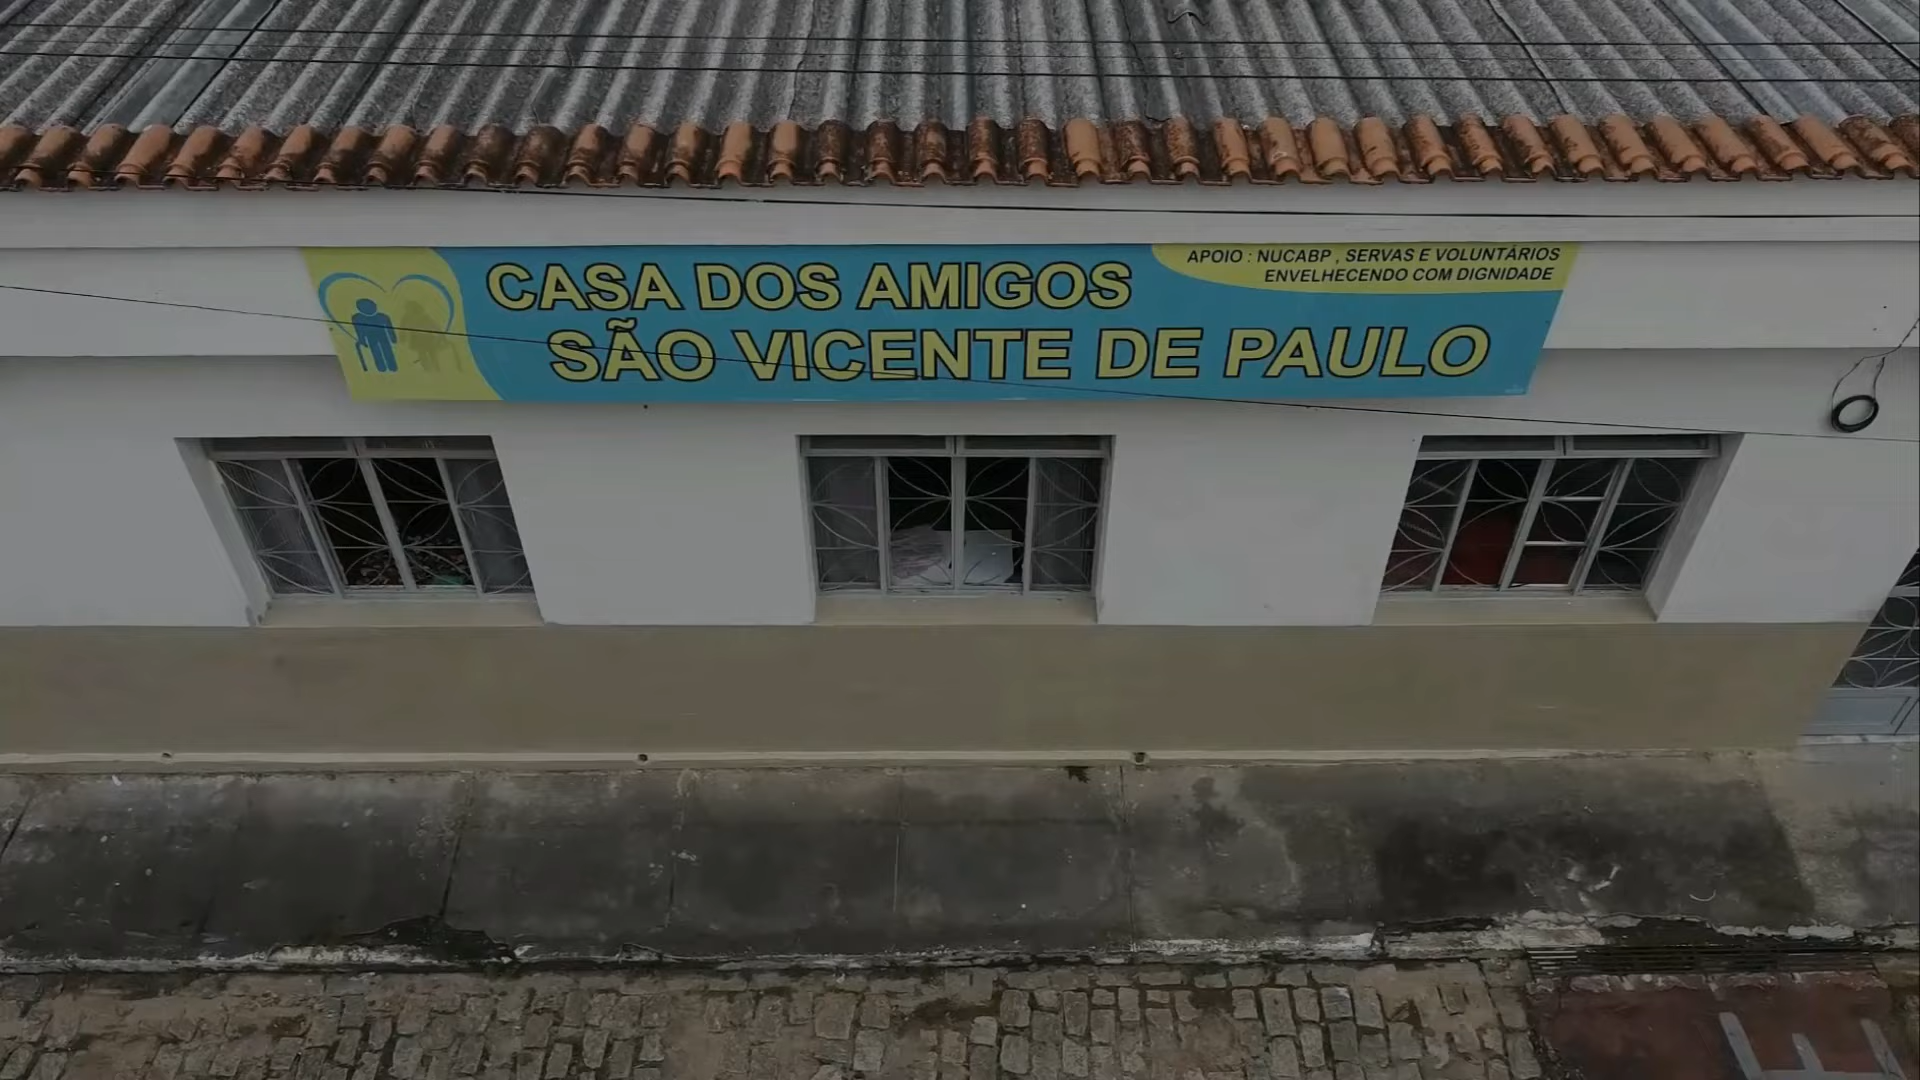 CASA DOS AMIGOS
SÃO VICENTE DE PAULO
APOIO : NUCABP , SERVAS E VOLUNTÁRIOS
ENVELHECENDO COM DIGNIDADE